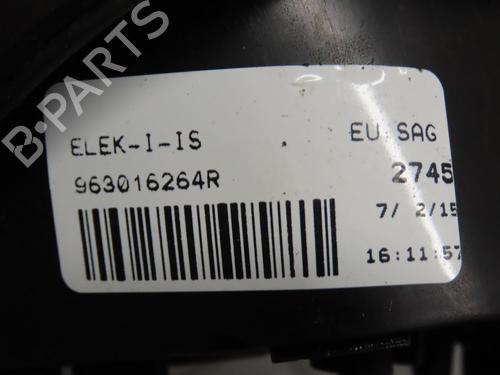 B-PARTS
ELEK-I-IS EU SAG
963016264R 2745
7/ 2/15
16:11:57